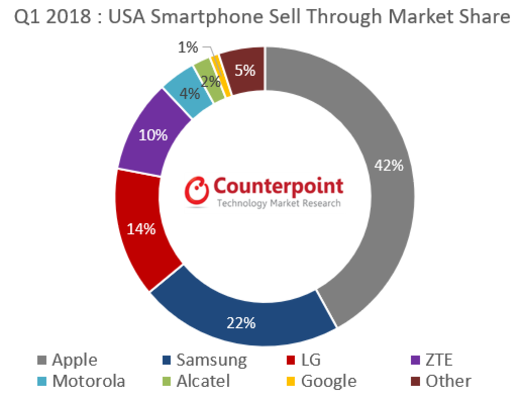 Q1 2018 : USA Smartphone Sell Through Market Share
1%
2%
5%
4%
10%
42%
Counterpoint
Technology Market Research
14%
22%
Apple Samsung LG ZTE
Motorola Alcatel Google Other